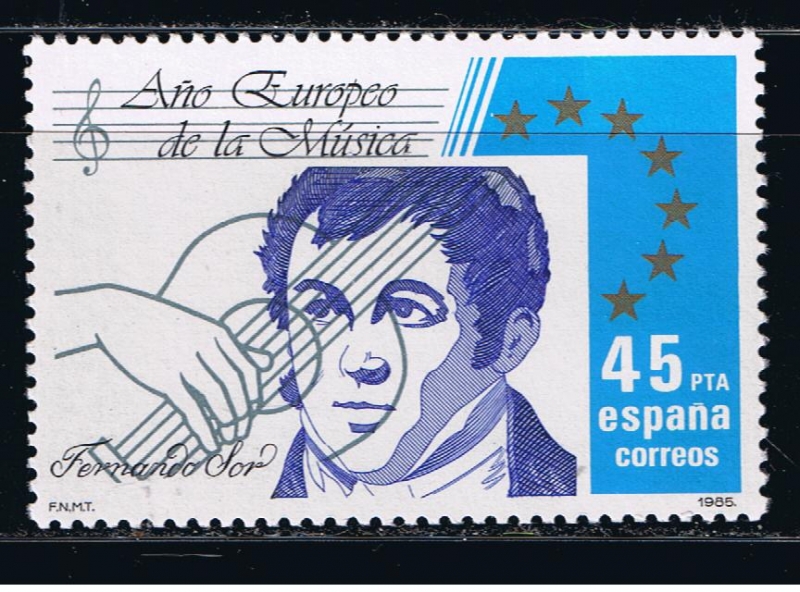 Año Europeo
de la Música
45 PTA
españa
correos
Fernando Sor
F.N.M.T.
1985.